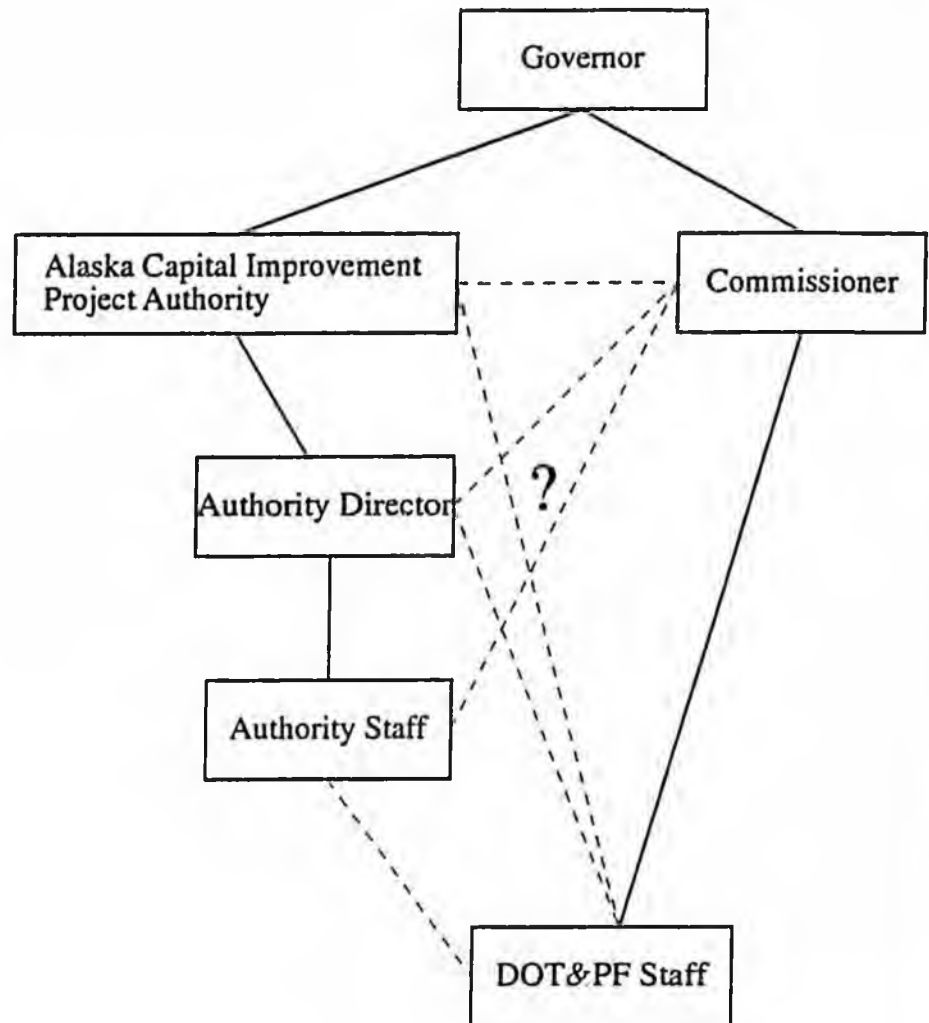 Governor
Alaska Capital Improvement
Project Authority
Commissioner
Authority Director
?
Authority Staff
DOT&PF Staff